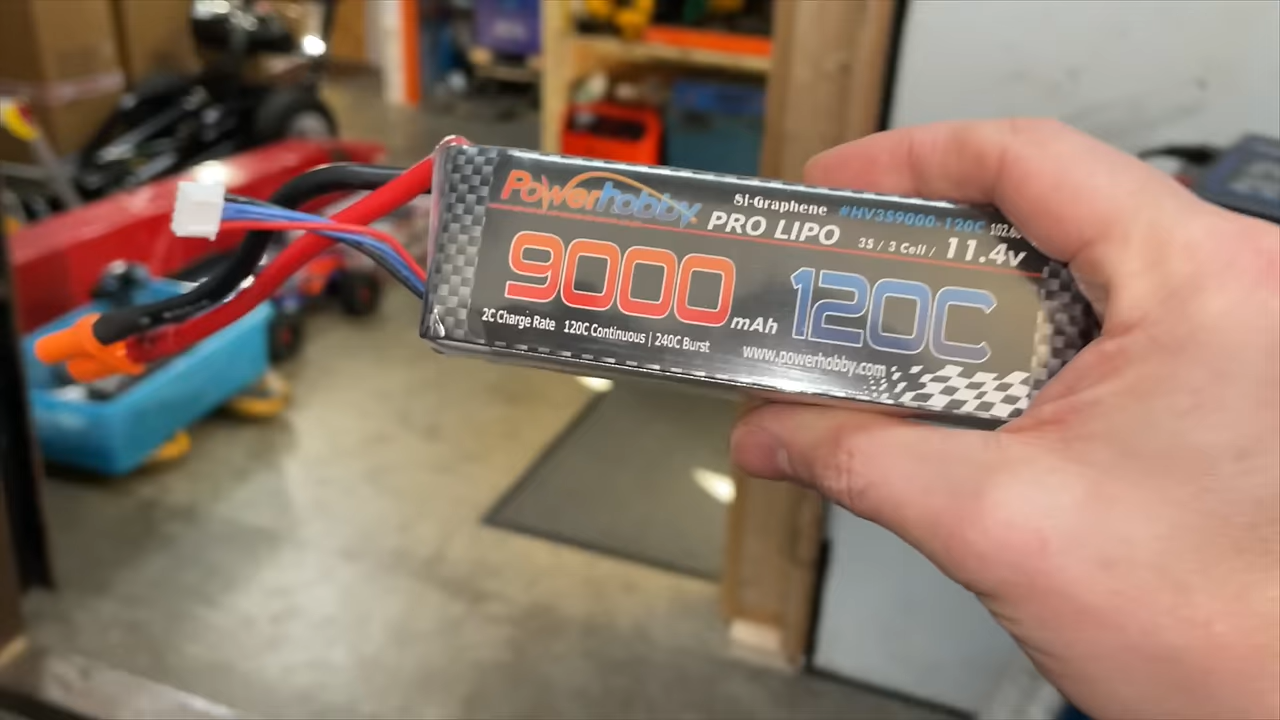 Powerhobby
SI-Graphene #HV3S9000-120C
PRO LIPO 3S / 3 Cell / 11.4v
9000 mAh 120C
2C Charge Rate 120C Continuous | 240C Burst
www.powerhobby.com